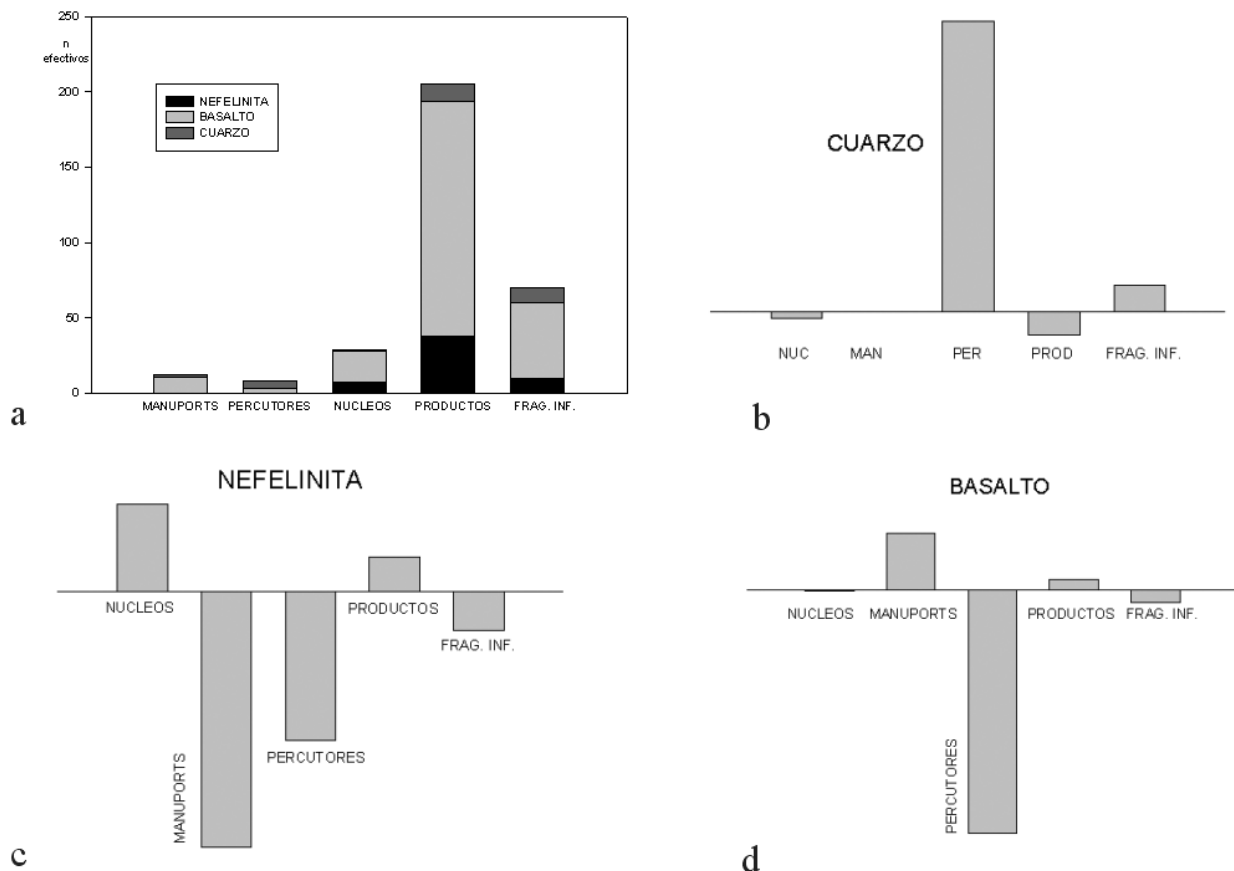 250
n
efectivos
200
150
100
50
0
NEFELINITA
BASALTO
CUARZO
MANUPORTS PERCUTORES NUCLEOS PRODUCTOS FRAG. INF.
a
CUARZO
NUC MAN PER PROD FRAG. INF.
b
NEFELINITA
NUCLEOS PRODUCTOS
FRAG. INF.
MANUPORTS
PERCUTORES
c
BASALTO
NUCLEOS MANUPORTS PRODUCTOS FRAG. INF.
PERCUTORES
d